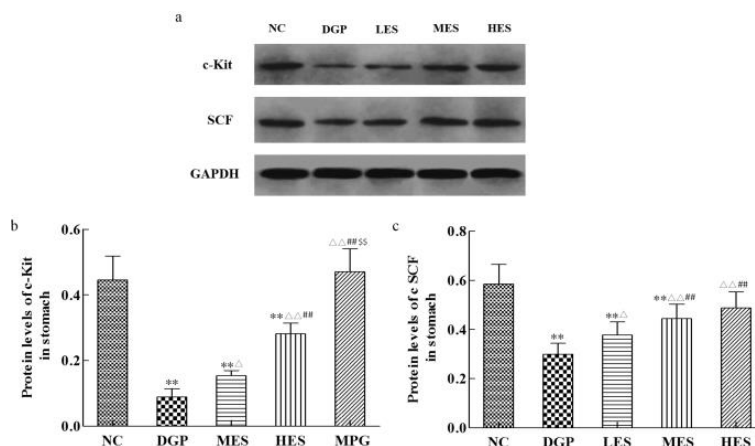 a
NC DGP LES MES HES
c-Kit
SCF
GAPDH
b
Protein levels of c-Kit
in stomach
0.6
0.4
0.2
0.0
**
**△
**△△##
△△##$$
NC DGP MES HES MPG
c
Protein levels of c SCF
in stomach
0.8
0.6
0.4
0.2
0.0
**
**△
**△△##
△△##
NC DGP LES MES HES